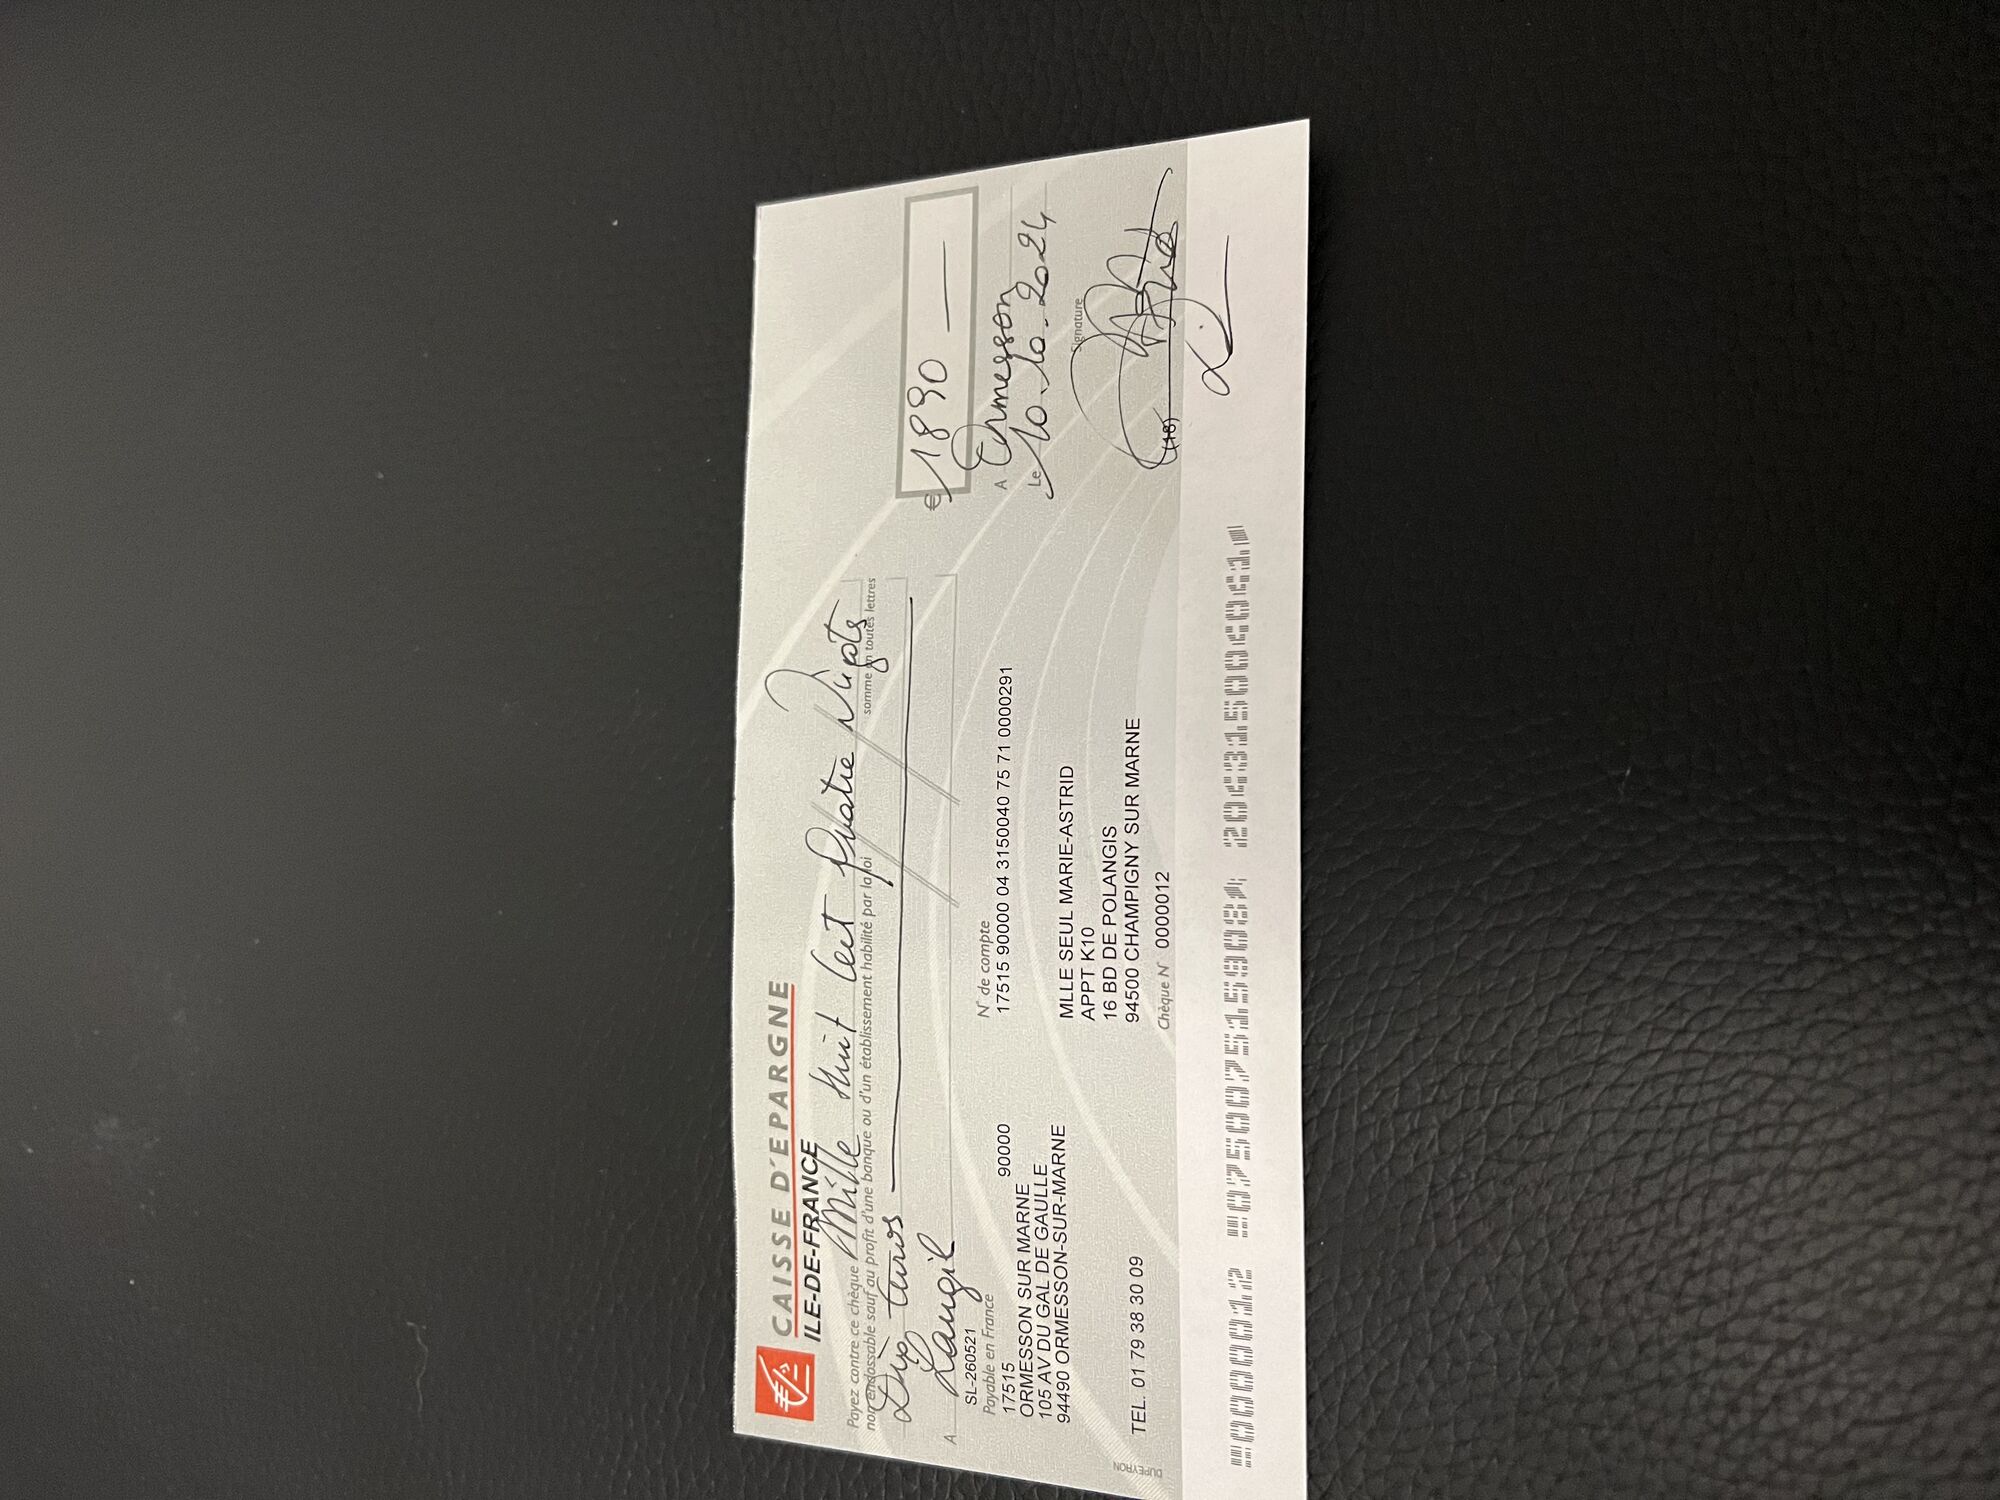 CAISSE D'EPARGNE
ILE-DE-FRANCE
Payez contre ce chèque Mille Huit Cent Quatre Vingts
non endossable sauf au profit d'une banque ou d'un établissement habilité par la loi somme en toutes lettres
Dix Euros
€ 1890
A
SL-260521
Payable en France
17515 90000
ORMESSON SUR MARNE
105 AV DU GAL DE GAULLE
94490 ORMESSON-SUR-MARNE
TEL. 01 79 38 30 09
N° de compte
17515 90000 04 3150040 75 71 0000291
MLLE SEUL MARIE-ASTRID
APPT K10
16 BD DE POLANGIS
94500 CHAMPIGNY SUR MARNE
Chèque N° 0000012
A Ormesson
Le 10.10.2024
Signature
(18)
DUPEYRON